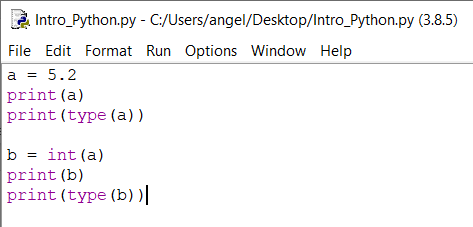 Intro_Python.py - C:/Users/angel/Desktop/Intro_Python.py (3.8.5)
File Edit Format Run Options Window Help
a = 5.2
print(a)
print(type(a))

b = int(a)
print(b)
print(type(b))